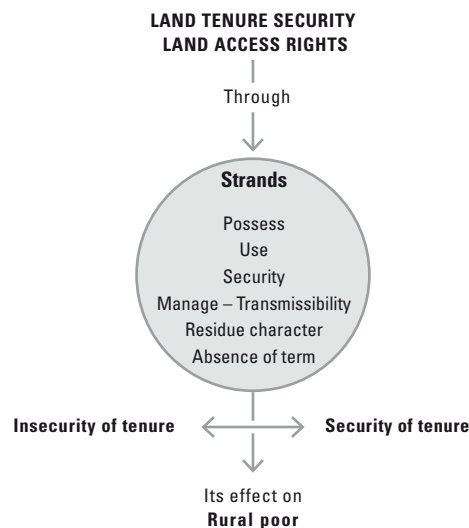 LAND TENURE SECURITY
LAND ACCESS RIGHTS
Through
Strands
Possess
Use
Security
Manage – Transmissibility
Residue character
Absence of term
Insecurity of tenure
Security of tenure
Its effect on
Rural poor